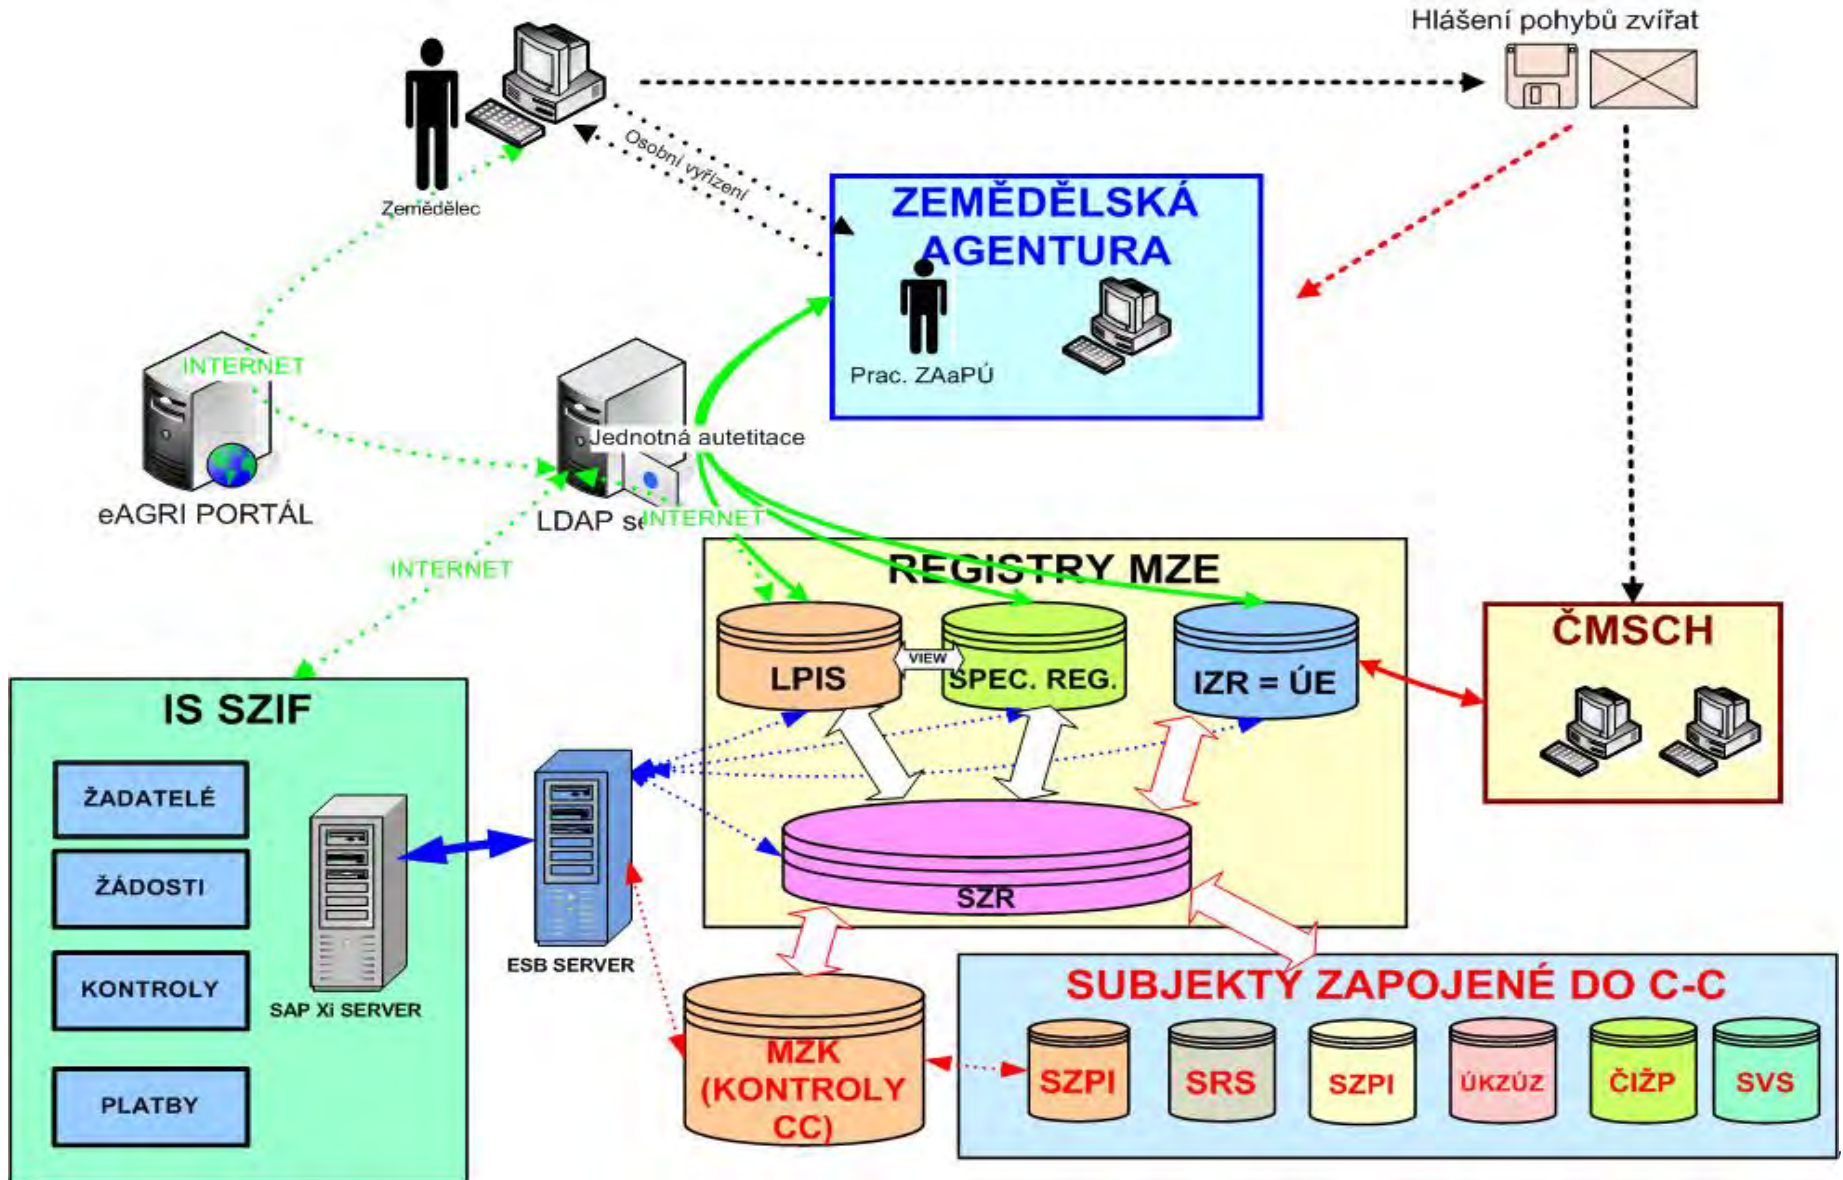 Hlášení pohybů zvířat
Osobní vyřízení
Zemědělec
ZEMĚDĚLSKÁ
AGENTURA
Prac. ZAaPÚ
INTERNET
Jednotná autetitace
eAGRI PORTÁL
LDAP se
INTERNET
INTERNET
REGISTRY MZE
LPIS
VIEW
SPEC. REG.
IZR = ÚE
ČMSCH
IS SZIF
ŽADATELÉ
ŽÁDOSTI
KONTROLY
PLATBY
SAP Xi SERVER
ESB SERVER
SZR
MZK
(KONTROLY
CC)
SUBJEKTY ZAPOJENÉ DO C-C
SZPI
SRS
SZPI
ÚKZÚZ
ČIŽP
SVS